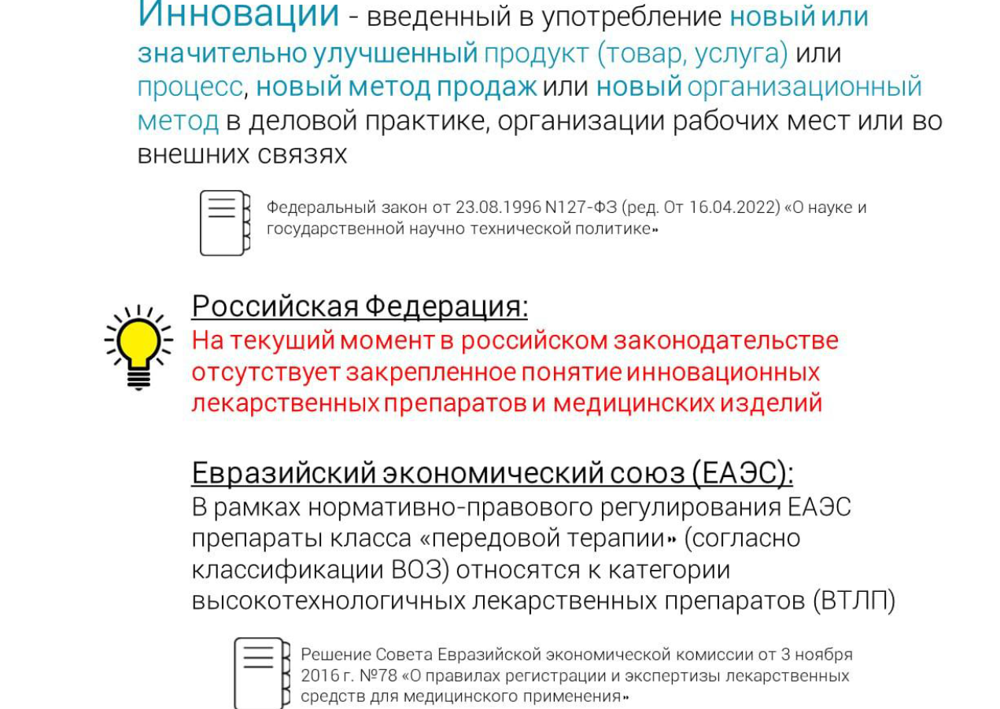 Инновации - введенный в употребление новый или
значительно улучшенный продукт (товар, услуга) или
процесс, новый метод продаж или новый организационный
метод в деловой практике, организации рабочих мест или во
внешних связях
Федеральный закон от 23.08.1996 N127-ФЗ (ред. От 16.04.2022) «О науке и
государственной научно технической политике»
Российская Федерация:
На текуший момент в российском законодательстве
отсутствует закрепленное понятие инновационных
лекарственных препаратов и медицинских изделий
Евразийский экономический союз (ЕАЭС):
В рамках нормативно-правового регулирования ЕАЭС
препараты класса «передовой терапии» (согласно
классификации ВОЗ) относятся к категории
высокотехнологичных лекарственных препаратов (ВТЛП)
Решение Совета Евразийской экономической комиссии от 3 ноября
2016 г. №78 «О правилах регистрации и экспертизы лекарственных
средств для медицинского применения»